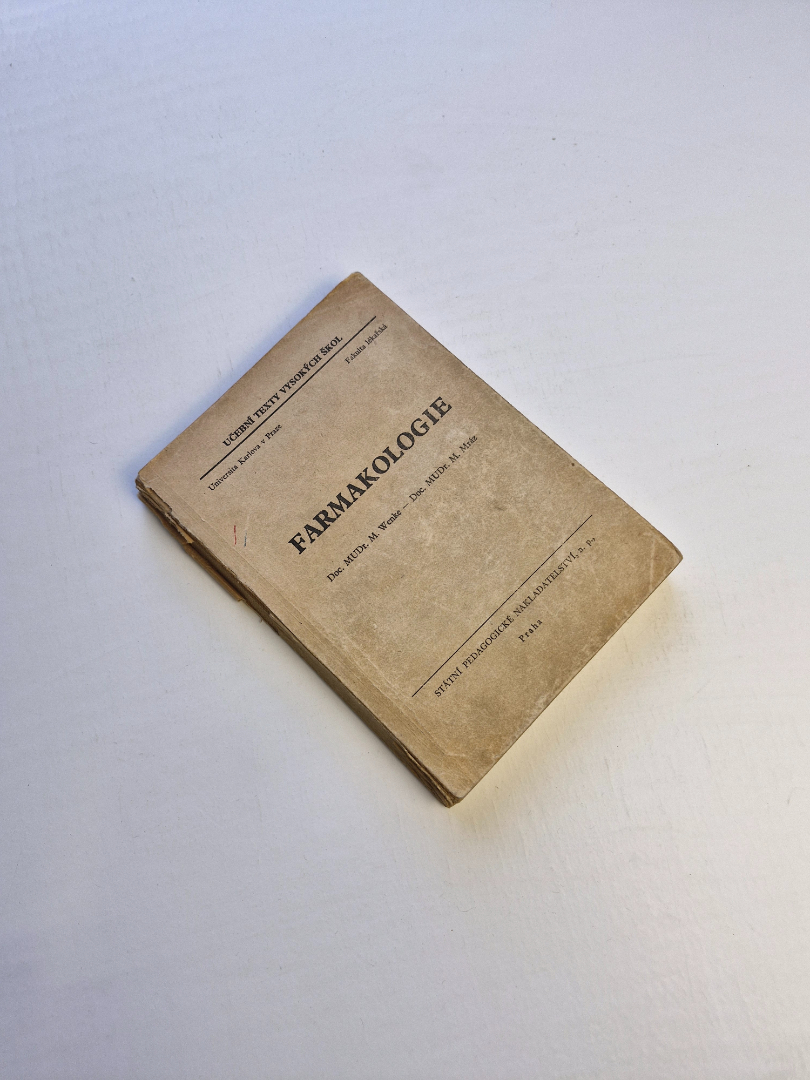 UČEBNÍ TEXTY VYSOKÝCH ŠKOL
Universita Karlova v Praze Fakulta lékařská
FARMAKOLOGIE
Doc. MUDr. M. Wenke — Doc. MUDr. M. Mráz
STÁTNÍ PEDAGOGICKÉ NAKLADATELSTVÍ, n. p.,
Praha